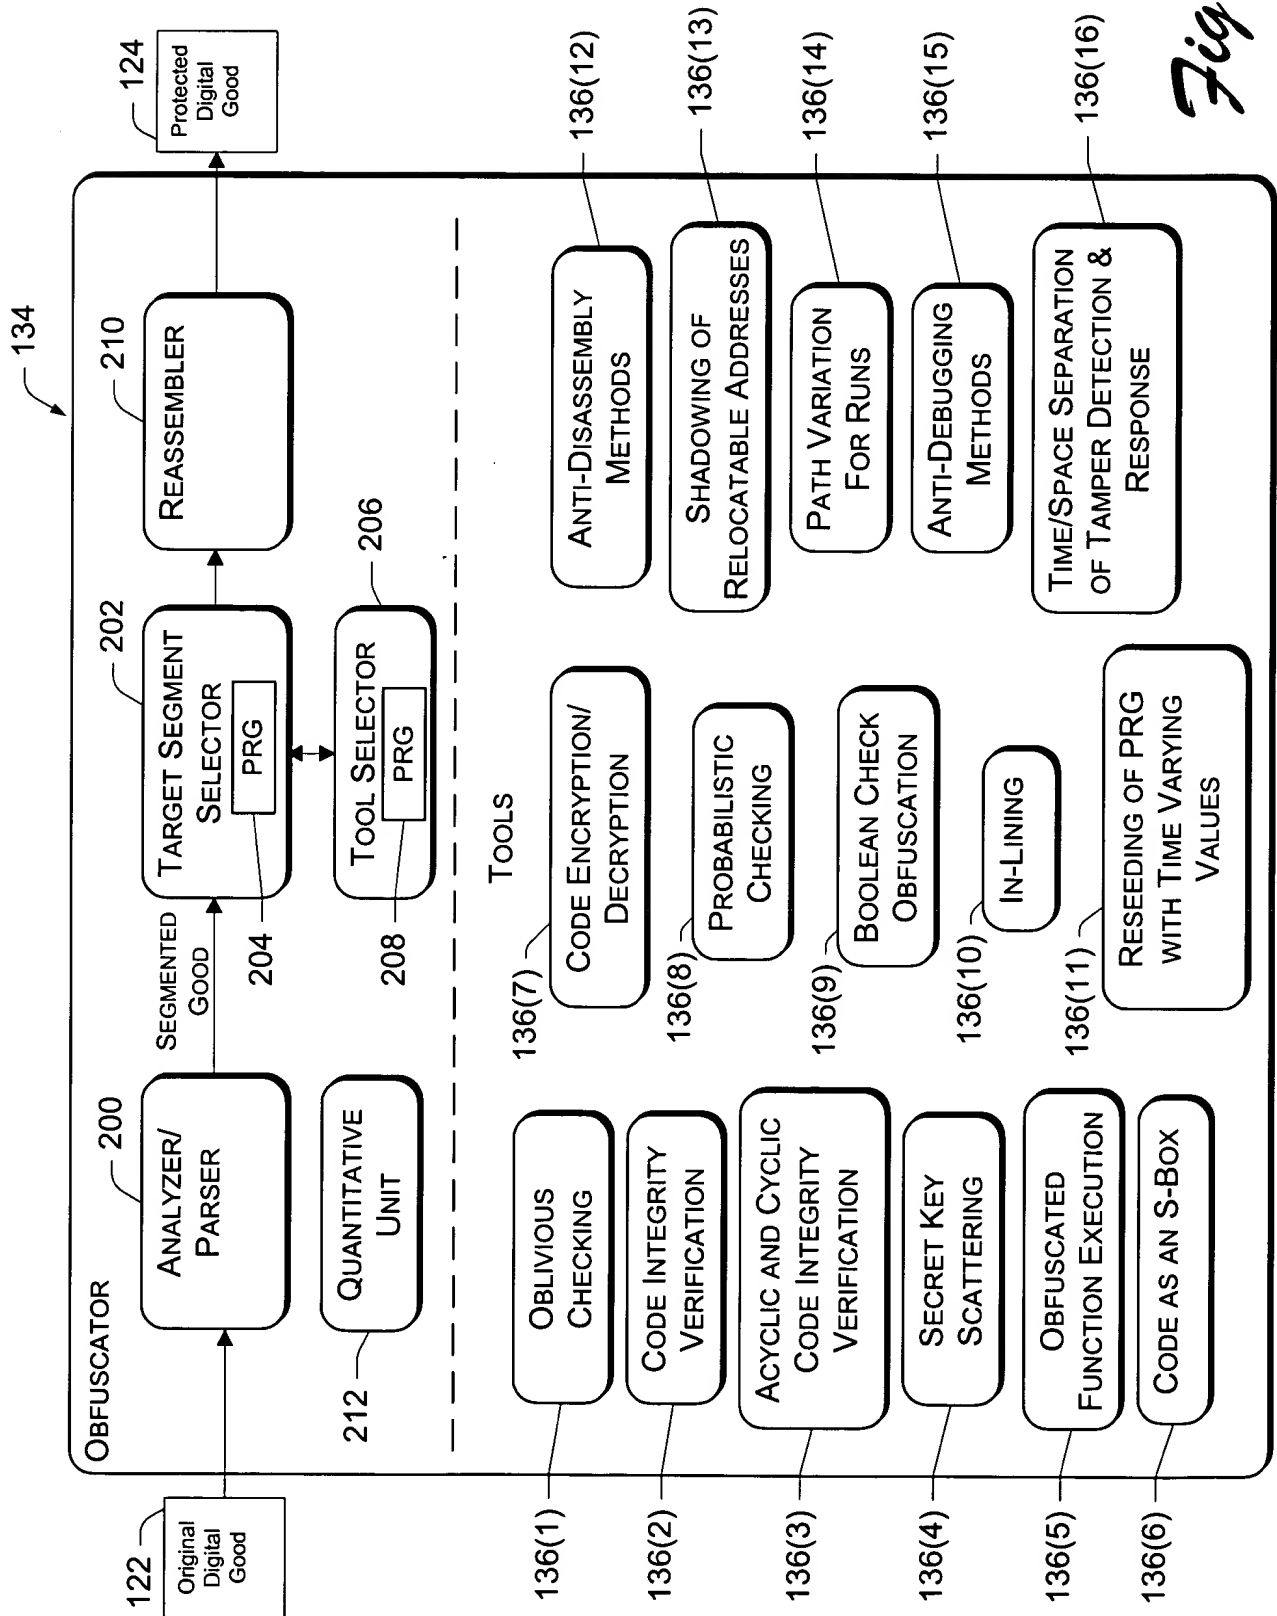 134
OBFUSCATOR
122
Original
Digital
Good
200
ANALYZER/
PARSER
SEGMENTED
GOOD
202
TARGET SEGMENT
SELECTOR
PRG
204
210
REASSEMBLER
124
Protected
Digital
Good
QUANTITATIVE
UNIT
212
206
TOOL SELECTOR
PRG
208
TOOLS
136(1)
OBLIVIOUS
CHECKING
136(2)
CODE INTEGRITY
VERIFICATION
136(3)
ACYCLIC AND CYCLIC
CODE INTEGRITY
VERIFICATION
136(4)
SECRET KEY
SCATTERING
136(5)
OBFUSCATED
FUNCTION EXECUTION
136(6)
CODE AS AN S-BOX
136(7)
CODE ENCRYPTION/
DECRYPTION
136(8)
PROBABILISTIC
CHECKING
136(9)
BOOLEAN CHECK
OBFUSCATION
136(10)
IN-LINING
136(11)
RESEEDING OF PRG
WITH TIME VARYING
VALUES
136(12)
ANTI-DISASSEMBLY
METHODS
136(13)
SHADOWING OF
RELOCATABLE ADDRESSES
136(14)
PATH VARIATION
FOR RUNS
136(15)
ANTI-DEBUGGING
METHODS
136(16)
TIME/SPACE SEPARATION
OF TAMPER DETECTION &
RESPONSE
Fig